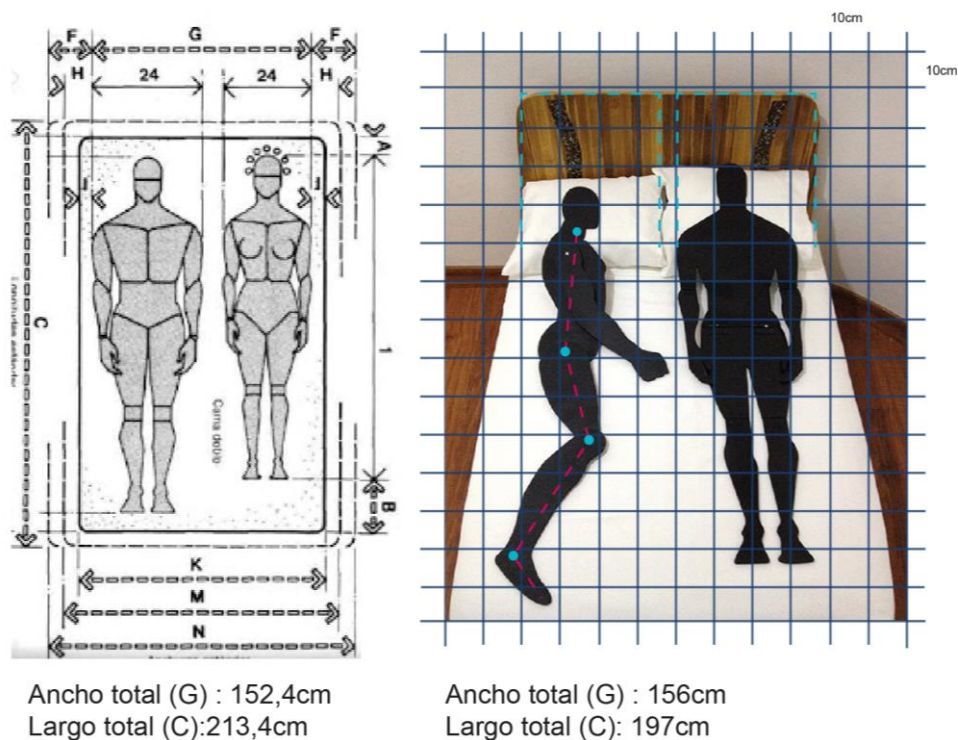 F G F
H 24 24 H
A
C
1
Cama doble
B
K
M
N
10cm
10cm
Ancho total (G) : 152,4cm
Largo total (C):213,4cm
Ancho total (G) : 156cm
Largo total (C): 197cm